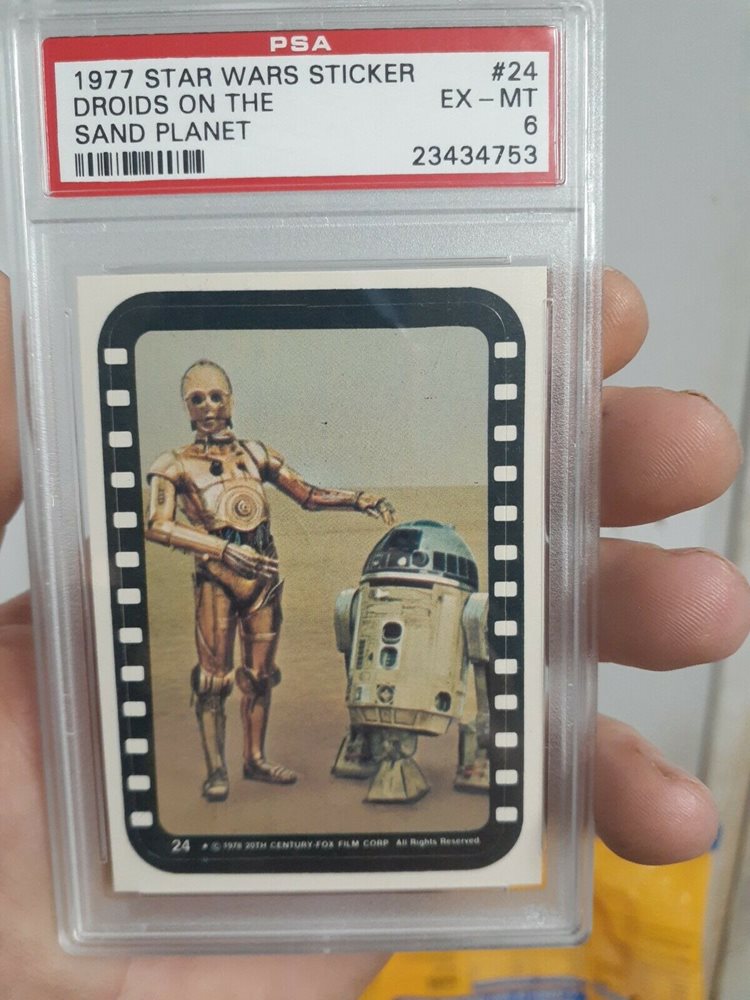 PSA
1977 STAR WARS STICKER #24
DROIDS ON THE EX-MT
SAND PLANET 6
23434753
24 * © 1978 20TH CENTURY-FOX FILM CORP. All Rights Reserved.